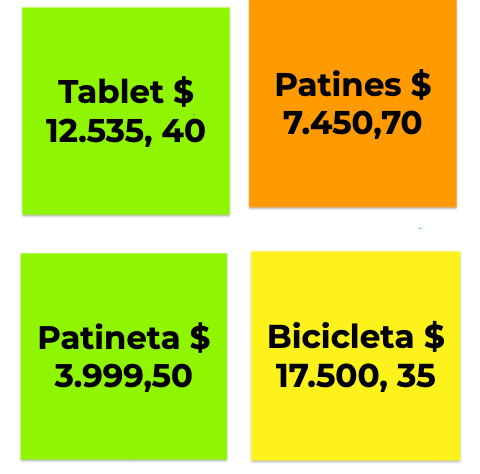 Tablet $
12.535, 40
Patines $
7.450,70
Patineta $
3.999,50
Bicicleta $
17.500, 35